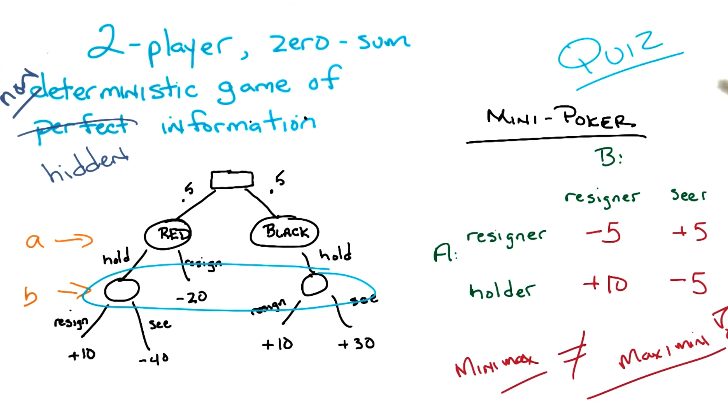 2-player, zero-sum
non
deterministic game of
perfect information
hidden
QUIZ
MINI-POKER
B:
resigner seer
A: resigner -5 +5
holder +10 -5
.5 .5
a → RED BLACK
hold resign hold
b →
-20
resign see resign see
+10 -40 +10 +30
Minimax ≠ Maximin